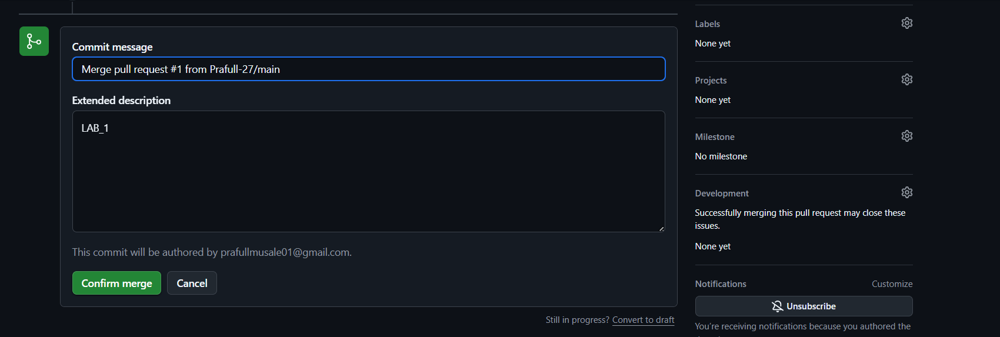 Commit message
Merge pull request #1 from Prafull-27/main
Extended description
LAB_1
This commit will be authored by prafullmusale01@gmail.com.
Confirm merge
Cancel
Still in progress? Convert to draft
Labels
None yet
Projects
None yet
Milestone
No milestone
Development
Successfully merging this pull request may close these
issues.
None yet
Notifications
Customize
Unsubscribe
You’re receiving notifications because you authored the